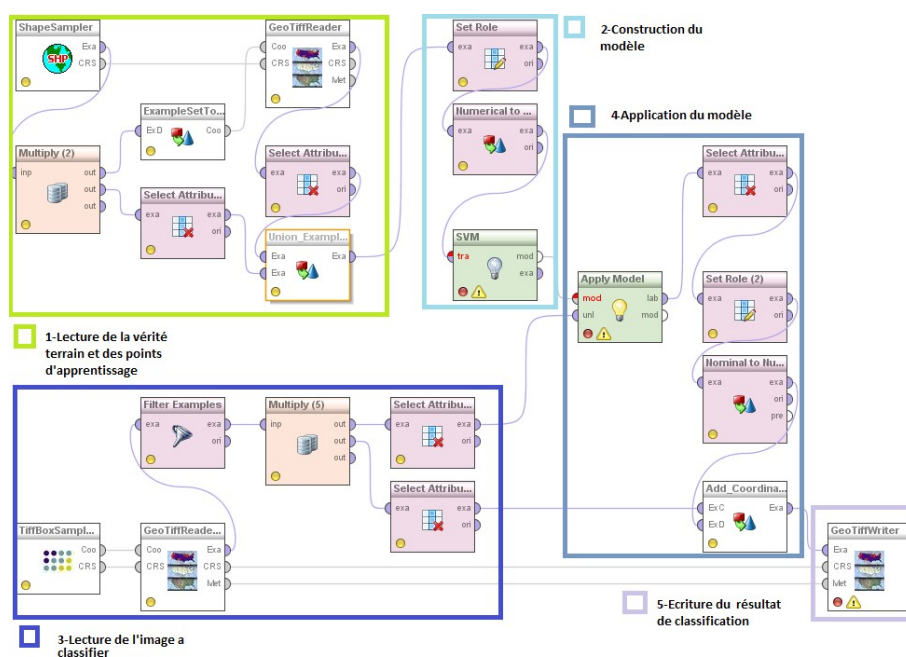 ShapeSampler
Exa
CRS
SHP
GeoTiffReader
Coo Exa
CRS CRS
Met
ExampleSetTo...
ExD Coo
Multiply (2)
inp out
out
out
Select Attribu...
exa exa
ori
Select Attribu...
exa exa
ori
Union_Exampl...
Exa Exa
Exa
1-Lecture de la vérité
terrain et des points
d'apprentissage
Set Role
exa exa
ori
Numerical to ...
exa exa
ori
SVM
tra mod
exa
2-Construction du
modèle
4-Application du modèle
Select Attribu...
exa exa
ori
Apply Model
mod lab
unl mod
Set Role (2)
exa exa
ori
Nominal to Nu...
exa exa
ori
pre
Add_Coordina...
ExC Exa
ExD
Filter Examples
exa exa
ori
Multiply (5)
inp out
out
out
Select Attribu...
exa exa
ori
Select Attribu...
exa exa
ori
TiffBoxSampl...
Coo
CRS
GeoTiffReade...
Coo Exa
CRS CRS
Met
3-Lecture de l'image a
classifier
GeoTiffWriter
Exa
CRS
Met
5-Ecriture du résultat
de classification